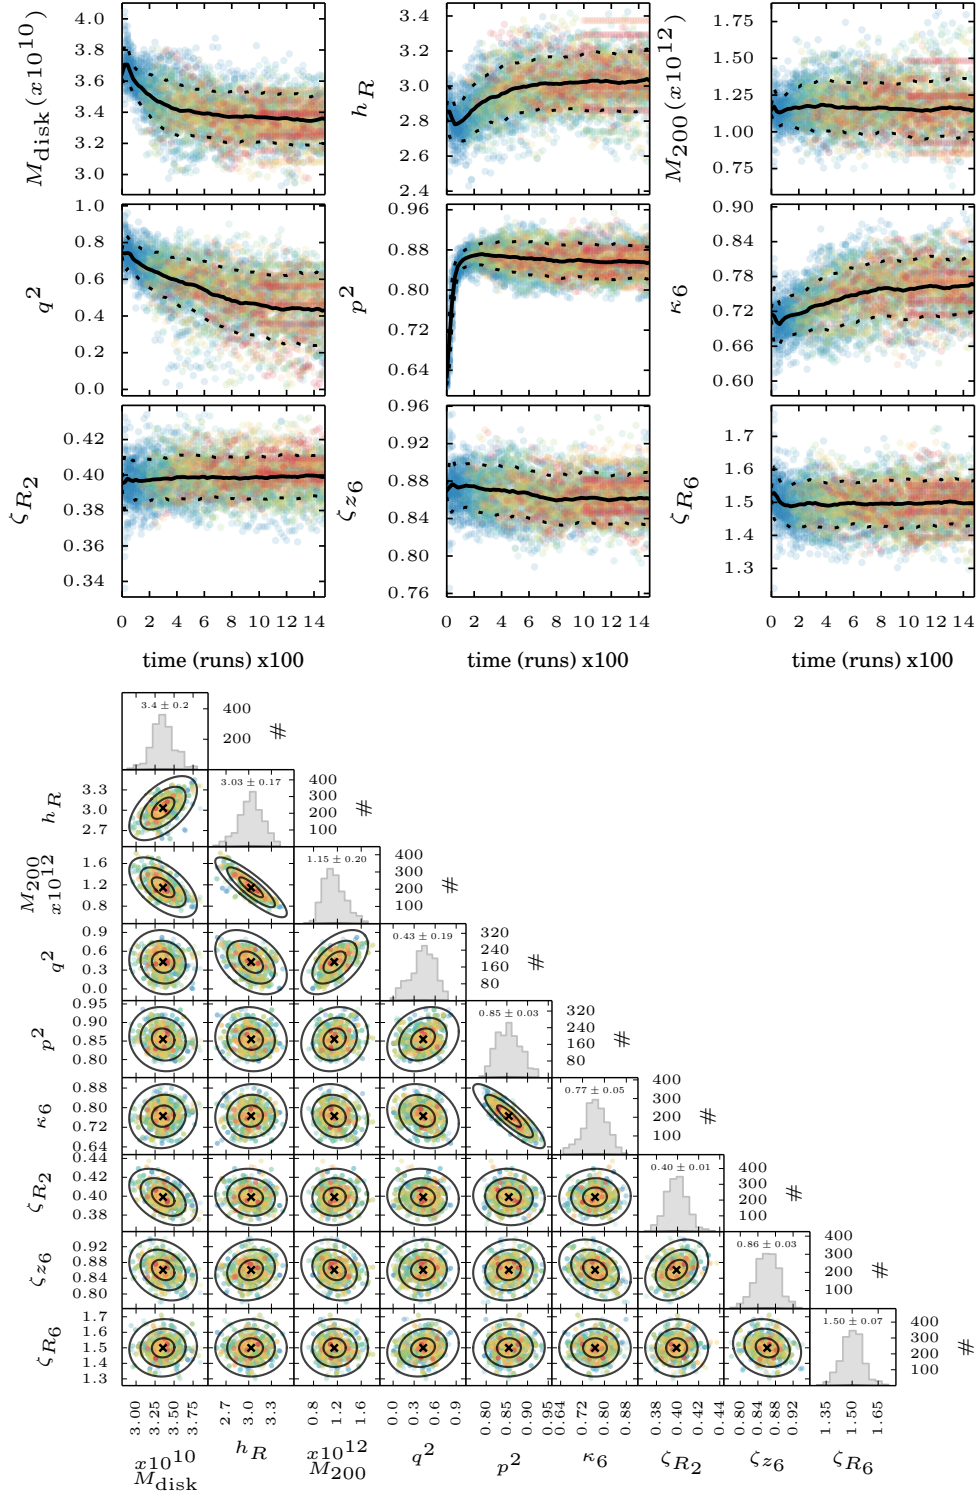 M_disk (x10^10)
4.0
3.8
3.6
3.4
3.2
3.0
h_R
3.4
3.2
3.0
2.8
2.6
2.4
M_200 (x10^12)
1.75
1.50
1.25
1.00
0.75
q^2
1.0
0.8
0.6
0.4
0.2
0.0
p^2
0.96
0.88
0.80
0.72
0.64
κ_6
0.90
0.84
0.78
0.72
0.66
0.60
ζ_R2
0.42
0.40
0.38
0.36
0.34
ζ_z6
0.96
0.92
0.88
0.84
0.80
0.76
ζ_R6
1.7
1.6
1.5
1.4
1.3
0 2 4 6 8 10 12 14
0 2 4 6 8 10 12 14
0 2 4 6 8 10 12 14
time (runs) x100
time (runs) x100
time (runs) x100
3.4 ± 0.2
400
200
#
h_R
3.3
3.0
2.7
3.03 ± 0.17
400
300
200
100
#
M_200
x10^12
1.6
1.2
0.8
1.15 ± 0.20
400
200
100
#
q^2
0.9
0.6
0.3
0.0
0.43 ± 0.19
320
240
160
80
#
p^2
0.95
0.90
0.85
0.80
0.85 ± 0.03
320
240
160
80
#
κ_6
0.88
0.80
0.72
0.64
0.77 ± 0.05
400
300
200
100
#
ζ_R2
0.44
0.40
0.38
0.40 ± 0.01
400
300
200
100
#
ζ_z6
0.92
0.88
0.84
0.80
0.86 ± 0.03
400
300
200
100
#
ζ_R6
1.7
1.6
1.5
1.4
1.3
1.50 ± 0.07
400
300
200
100
#
3.00 3.25 3.50 3.75
2.7 3.0 3.3
0.8 1.2 1.6
0.0 0.3 0.6 0.9
0.80 0.85 0.90 0.95
0.64 0.72 0.80 0.88
0.38 0.40 0.42 0.44
0.80 0.84 0.88 0.92
1.35 1.50 1.65
x10^10
M_disk
h_R
x10^12
M_200
q^2
p^2
κ_6
ζ_R2
ζ_z6
ζ_R6